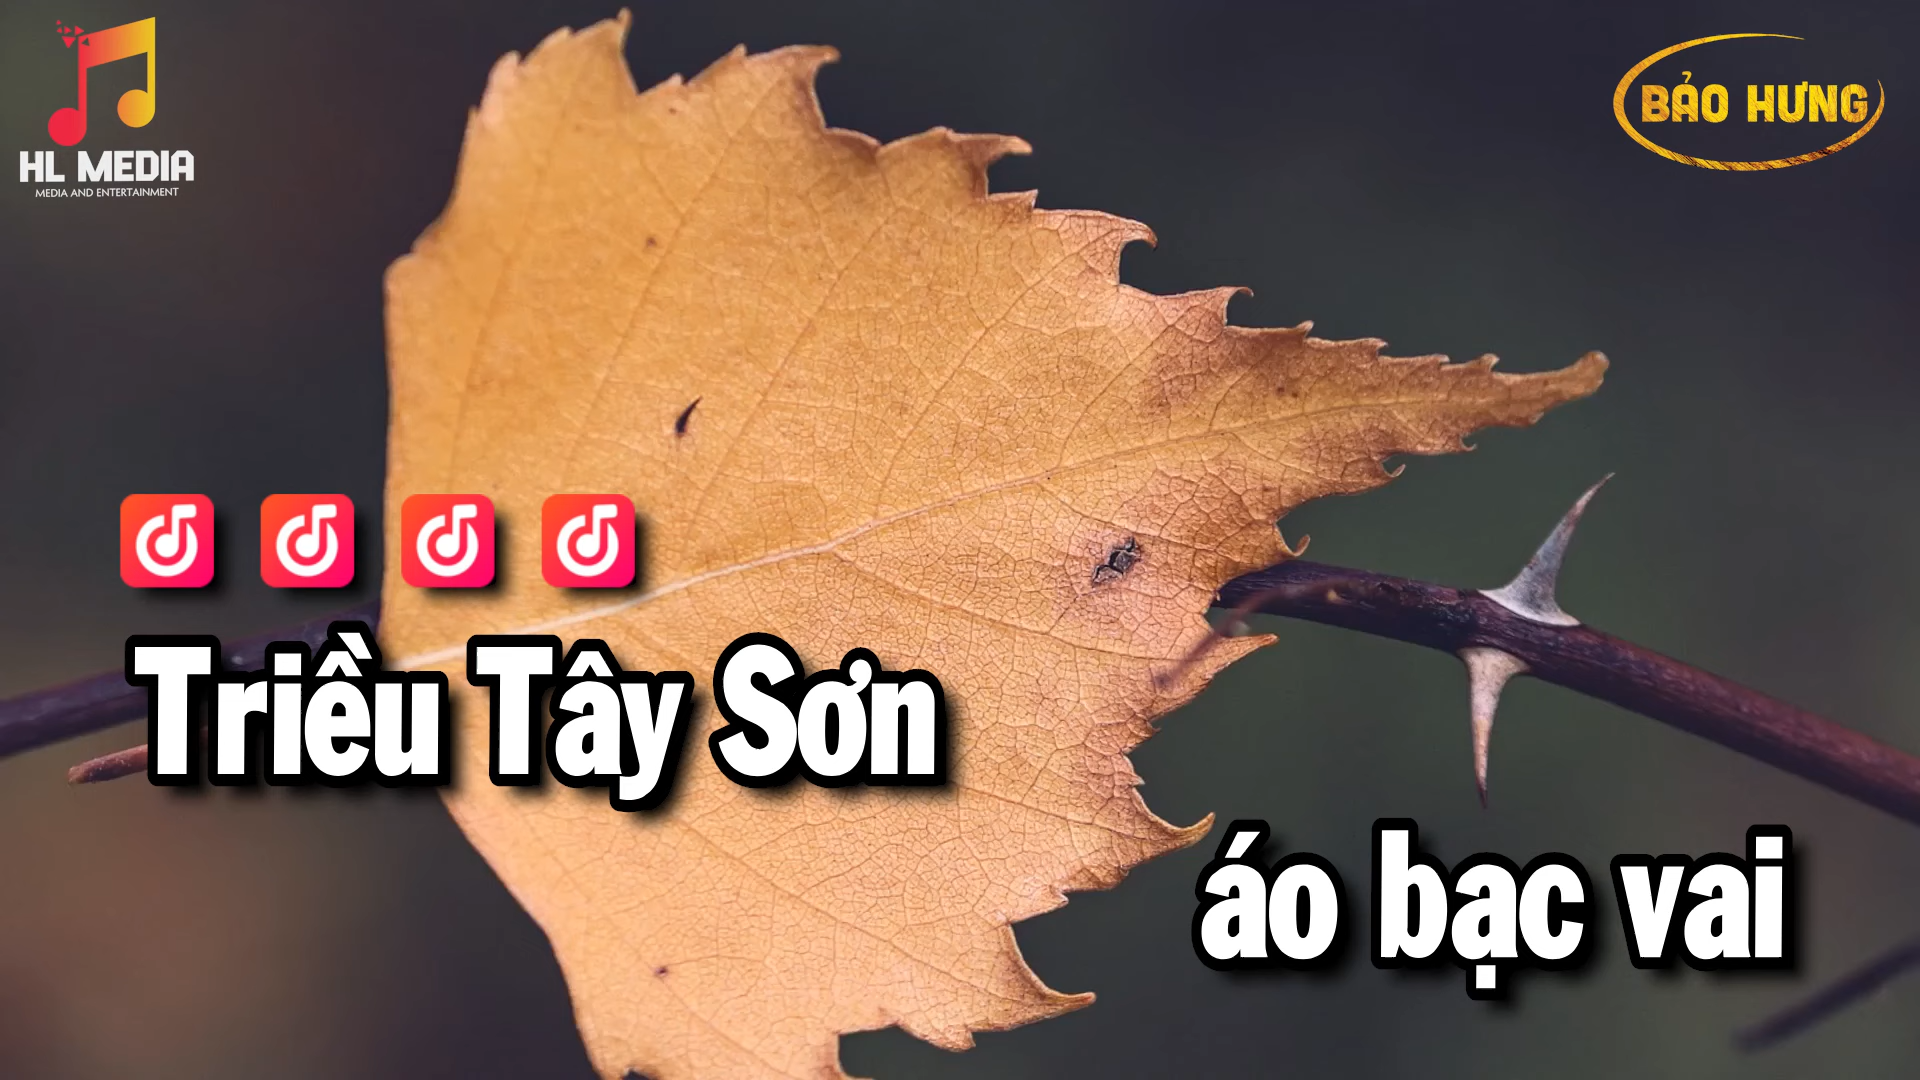 HL MEDIA
MEDIA AND ENTERTAINMENT
BẢO HƯNG
Triều Tây Sơn
áo bạc vai